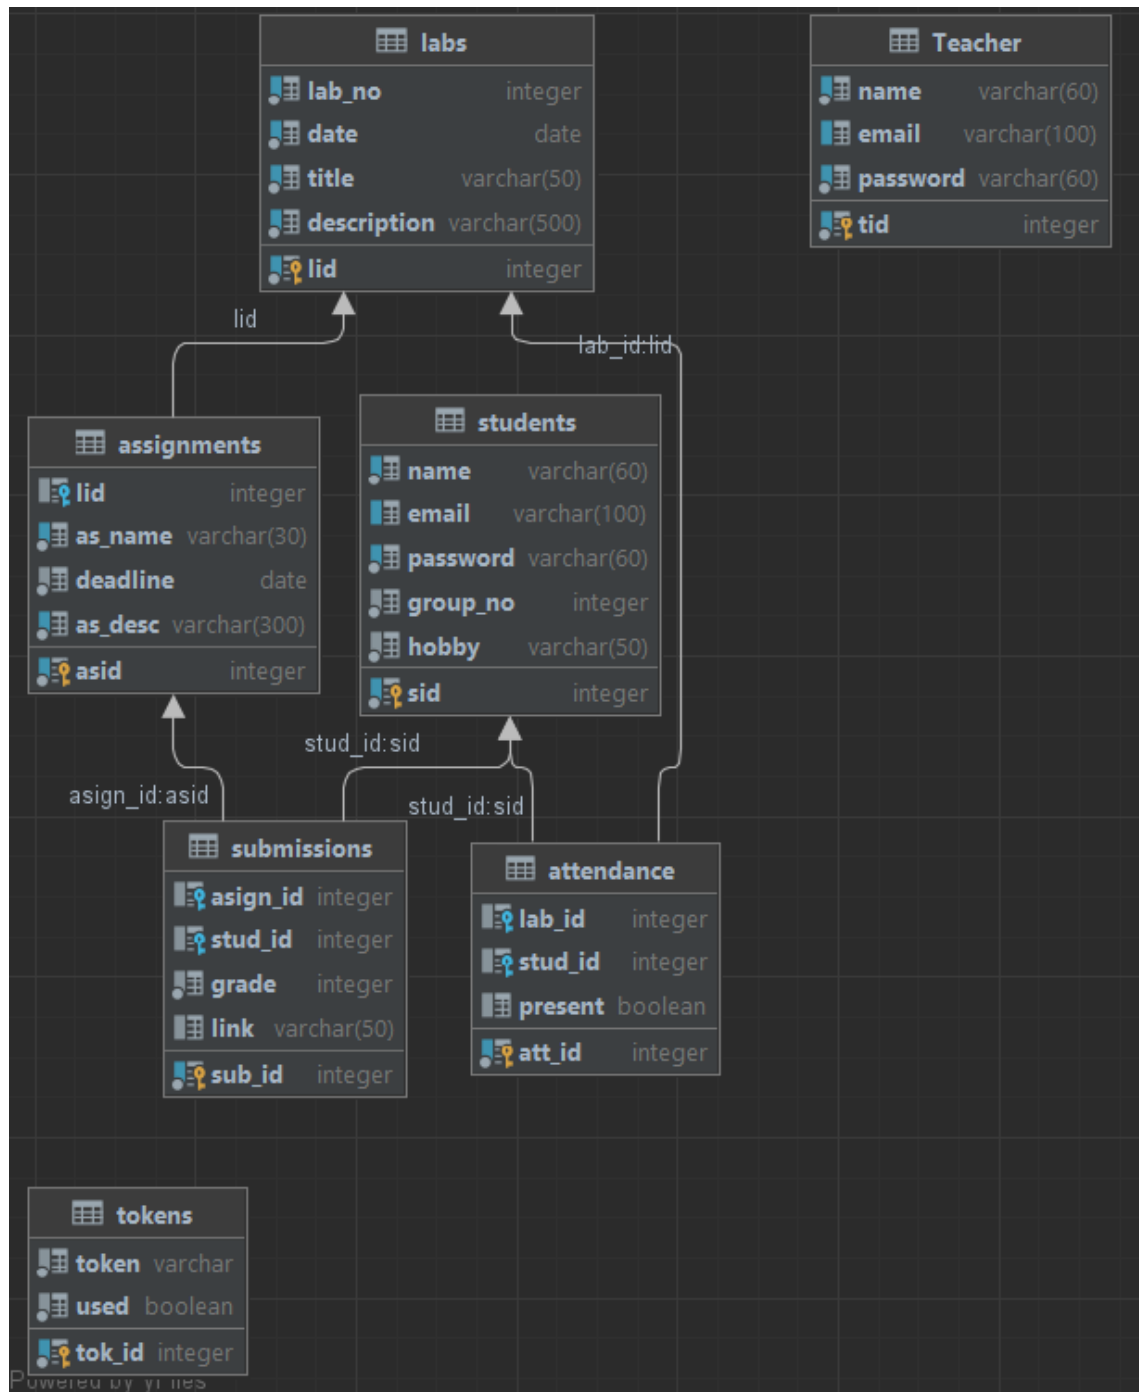 labs
lab_no integer
date date
title varchar(50)
description varchar(500)
lid integer
Teacher
name varchar(60)
email varchar(100)
password varchar(60)
tid integer
lid
lab_id:lid
assignments
lid integer
as_name varchar(30)
deadline date
as_desc varchar(300)
asid integer
students
name varchar(60)
email varchar(100)
password varchar(60)
group_no integer
hobby varchar(50)
sid integer
stud_id:sid
asign_id:asid
stud_id:sid
submissions
asign_id integer
stud_id integer
grade integer
link varchar(50)
sub_id integer
attendance
lab_id integer
stud_id integer
present boolean
att_id integer
tokens
token varchar
used boolean
tok_id integer
Powered by yFiles